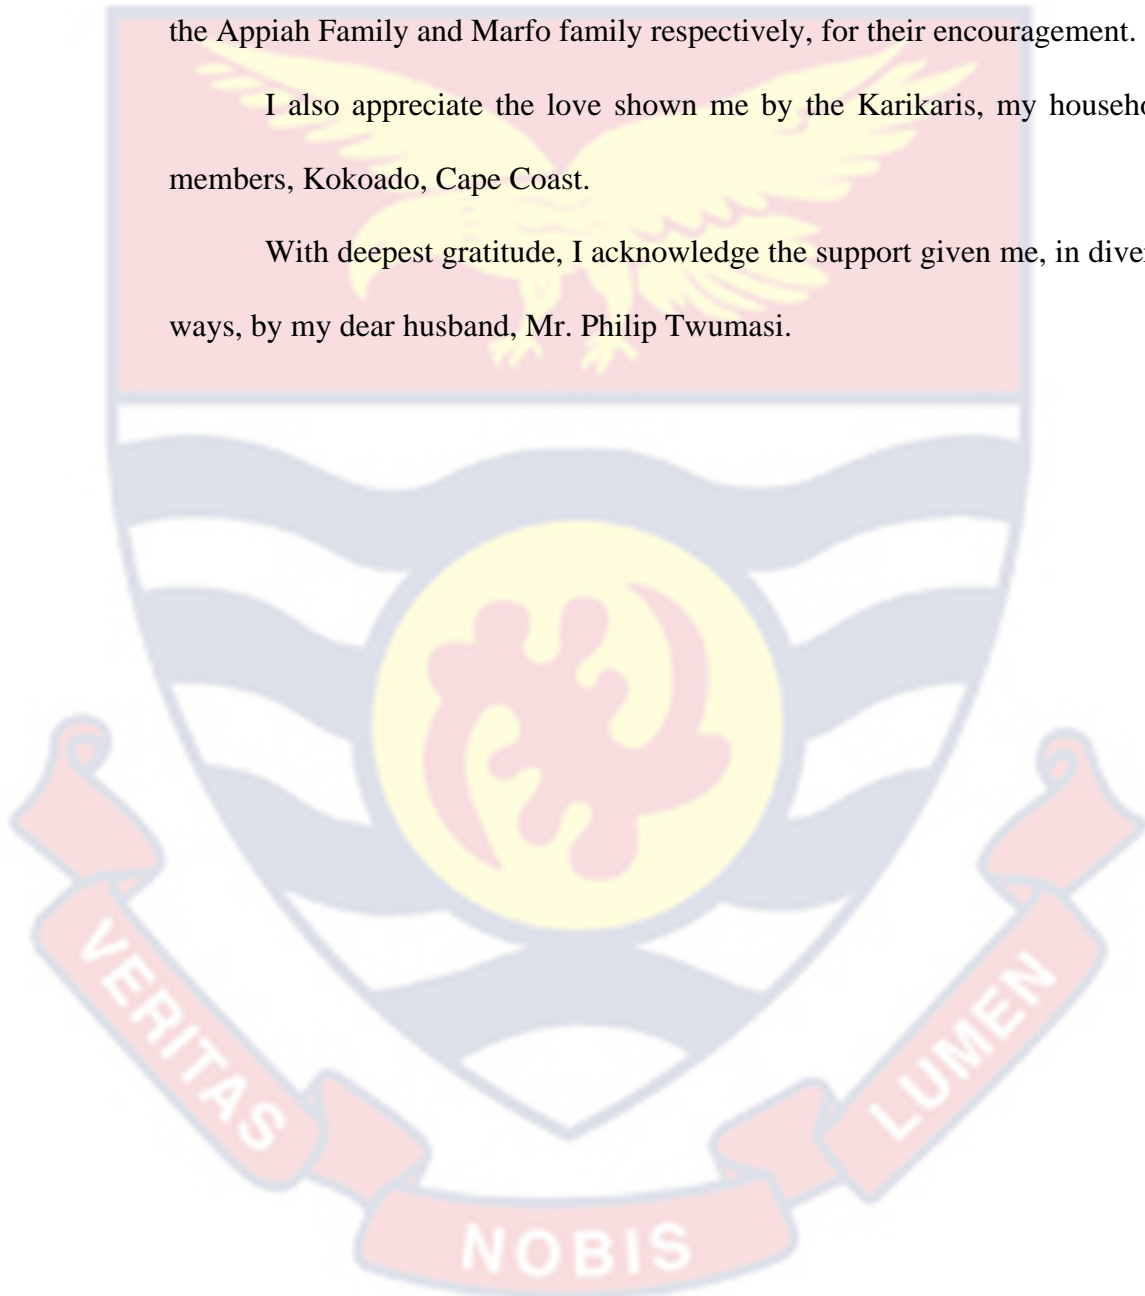 the Appiah Family and Marfo family respectively, for their encouragement.
I also appreciate the love shown me by the Karikaris, my
members, Kokoado, Cape Coast.
With deepest gratitude, I acknowledge the support given me, in
ways, by my dear husband, Mr. Philip Twumasi.
VERITAS
NOBIS
LUMEN